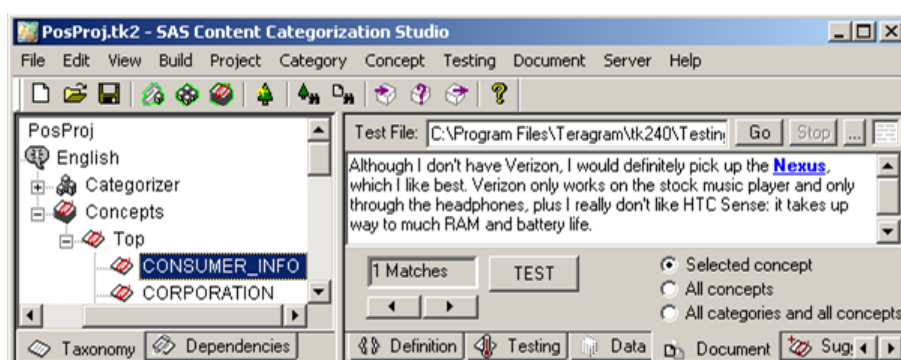 PosProj.tk2 - SAS Content Categorization Studio
File Edit View Build Project Category Concept Testing Document Server Help
PosProj
English
Categorizer
Concepts
Top
CONSUMER_INFO
CORPORATION
Taxonomy Dependencies
Test File: C:\Program Files\Teragram\tk240\Testing Go Stop ...
Although I don't have Verizon, I would definitely pick up the Nexus,
which I like best. Verizon only works on the stock music player and only
through the headphones, plus I really don't like HTC Sense: it takes up
way to much RAM and battery life.
1 Matches TEST
Selected concept
All concepts
All categories and all concepts
Definition Testing Data Document Sug